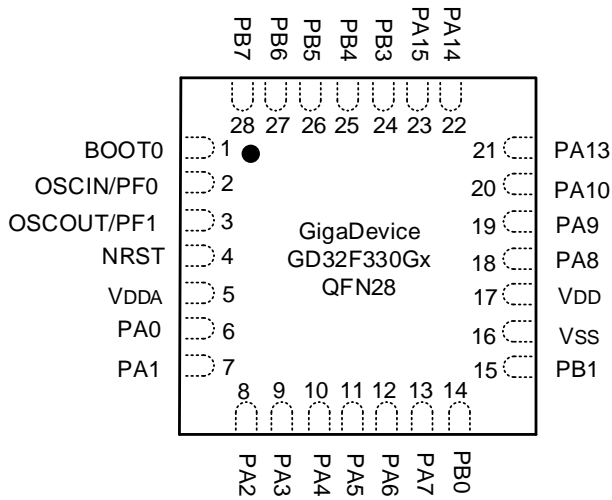 PB7 PB6 PB5 PB4 PB3 PA15 PA14
28 27 26 25 24 23 22
BOOT0 1
OSCIN/PF0 2
OSCOUT/PF1 3
NRST 4
VDDA 5
PA0 6
PA1 7
GigaDevice
GD32F330Gx
QFN28
21 PA13
20 PA10
19 PA9
18 PA8
17 VDD
16 VSS
15 PB1
8 9 10 11 12 13 14
PA2 PA3 PA4 PA5 PA6 PA7 PB0